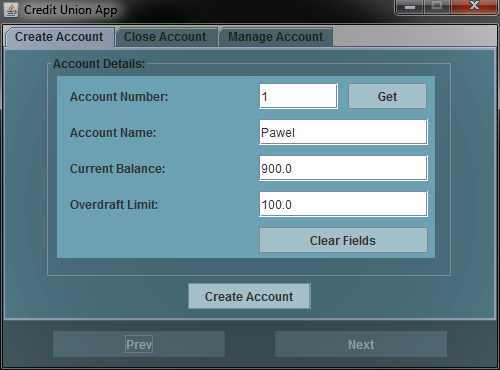 Credit Union App
Create Account Close Account Manage Account
Account Details:
Account Number: 1 Get
Account Name: Pawel
Current Balance: 900.0
Overdraft Limit: 100.0
Clear Fields
Create Account
Prev Next